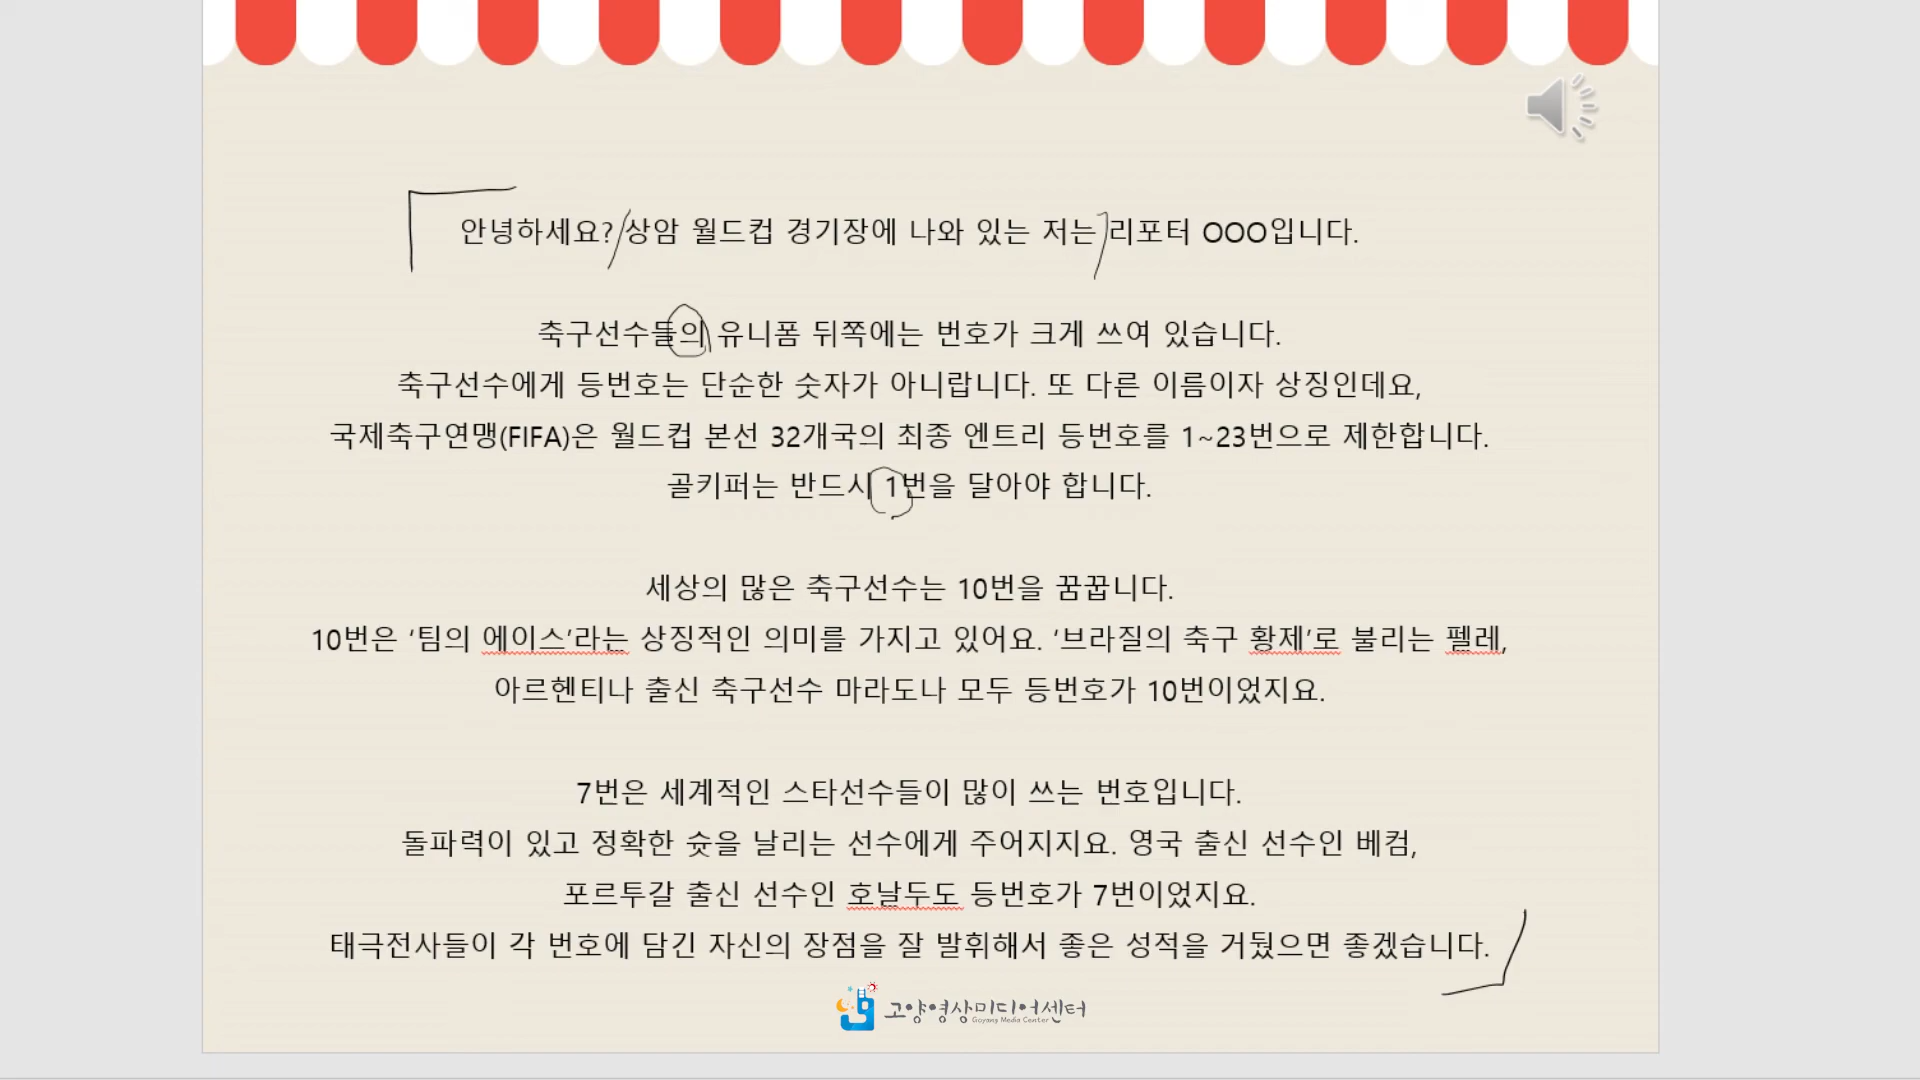 안녕하세요? 상암 월드컵 경기장에 나와 있는 저는 리포터 OOO입니다.
축구선수들의 유니폼 뒤쪽에는 번호가 크게 쓰여 있습니다.
축구선수에게 등번호는 단순한 숫자가 아니랍니다. 또 다른 이름이자 상징인데요,
국제축구연맹(FIFA)은 월드컵 본선 32개국의 최종 엔트리 등번호를 1~23번으로 제한합니다.
골키퍼는 반드시 1번을 달아야 합니다.
세상의 많은 축구선수는 10번을 꿈꿉니다.
10번은 ‘팀의 에이스’라는 상징적인 의미를 가지고 있어요. ‘브라질의 축구 황제’로 불리는 펠레,
아르헨티나 출신 축구선수 마라도나 모두 등번호가 10번이었지요.
7번은 세계적인 스타선수들이 많이 쓰는 번호입니다.
돌파력이 있고 정확한 슛을 날리는 선수에게 주어지지요. 영국 출신 선수인 베컴,
포르투갈 출신 선수인 호날두도 등번호가 7번이었지요.
태극전사들이 각 번호에 담긴 자신의 장점을 잘 발휘해서 좋은 성적을 거뒀으면 좋겠습니다.
고양영상미디어센터
Goyang Media Center